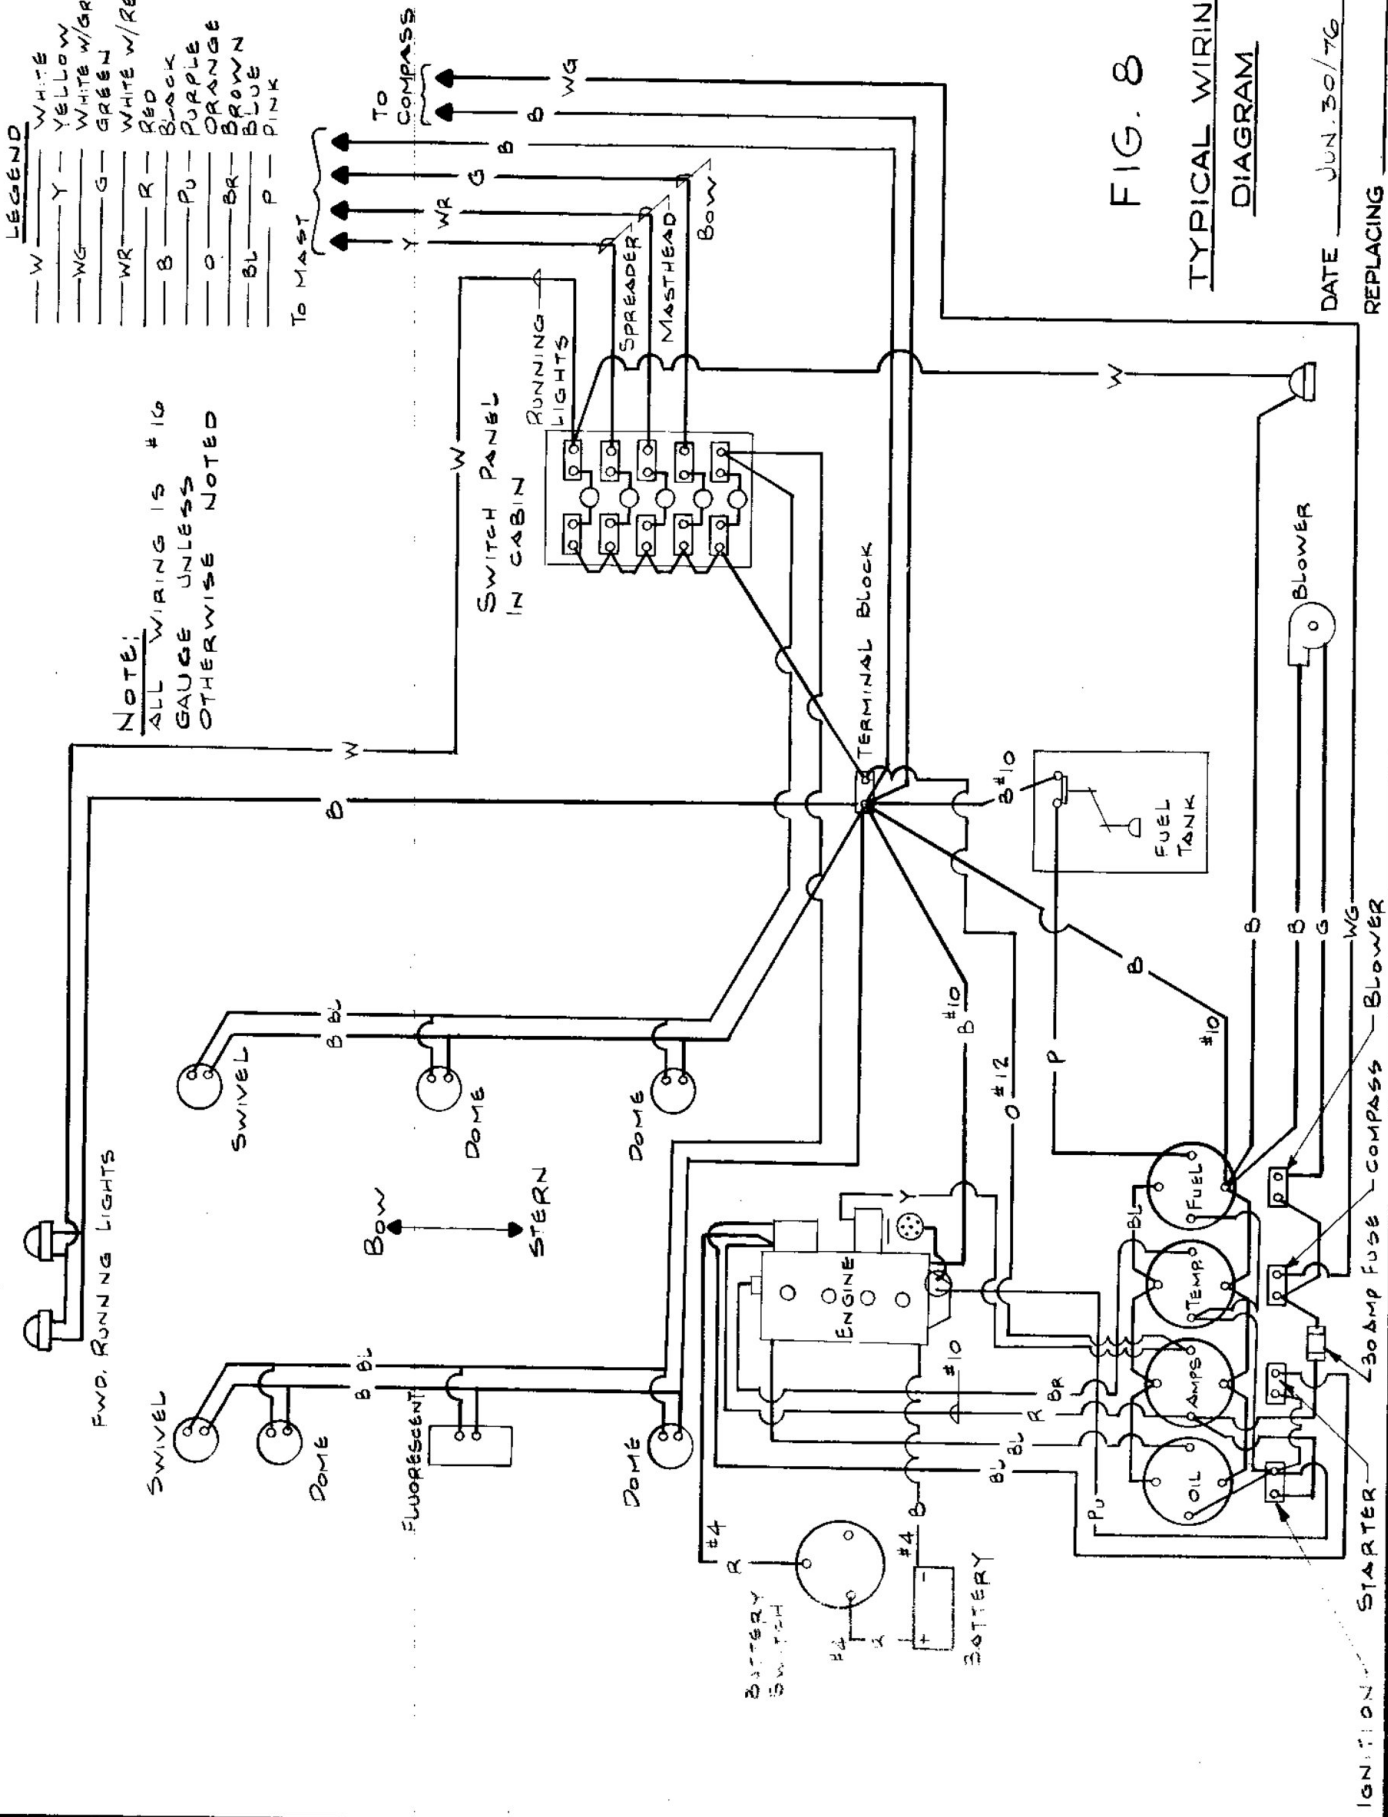 LEGEND
W WHITE
Y YELLOW
WG WHITE W/GR
G GREEN
WR WHITE W/RE
R RED
B BLACK
PU PURPLE
O ORANGE
BR BROWN
BL BLUE
P PINK
NOTE:
ALL WIRING IS #16
GAUGE UNLESS
OTHERWISE NOTED
TO MAST
TO
COMPASS
WG
B
B
G
WR
Y
SPREADER
MASTHEAD
BOW
RUNNING
LIGHTS
W
W
SWITCH PANEL
IN CABIN
W
B
FWD. RUNNING LIGHTS
SWIVEL
BL
B
DOME
DOME
BOW
STERN
SWIVEL
DOME
BL
B
FLUORESCENT
DOME
TERMINAL BLOCK
B #10
FUEL
TANK
B #10
O #12
P
B
#10
B
B
G
WG
BLOWER
ENGINE
Y
#10
BR
R
BL
BL
PU
BL
FUEL
TEMP.
AMPS
OIL
#4
R
BATTERY
SWITCH
#4
R
#4
B
+
-
BATTERY
IGNITION
STARTER
30 AMP FUSE
COMPASS
BLOWER
FIG. 8
TYPICAL WIRIN
DIAGRAM
DATE JUN. 30/76
REPLACING